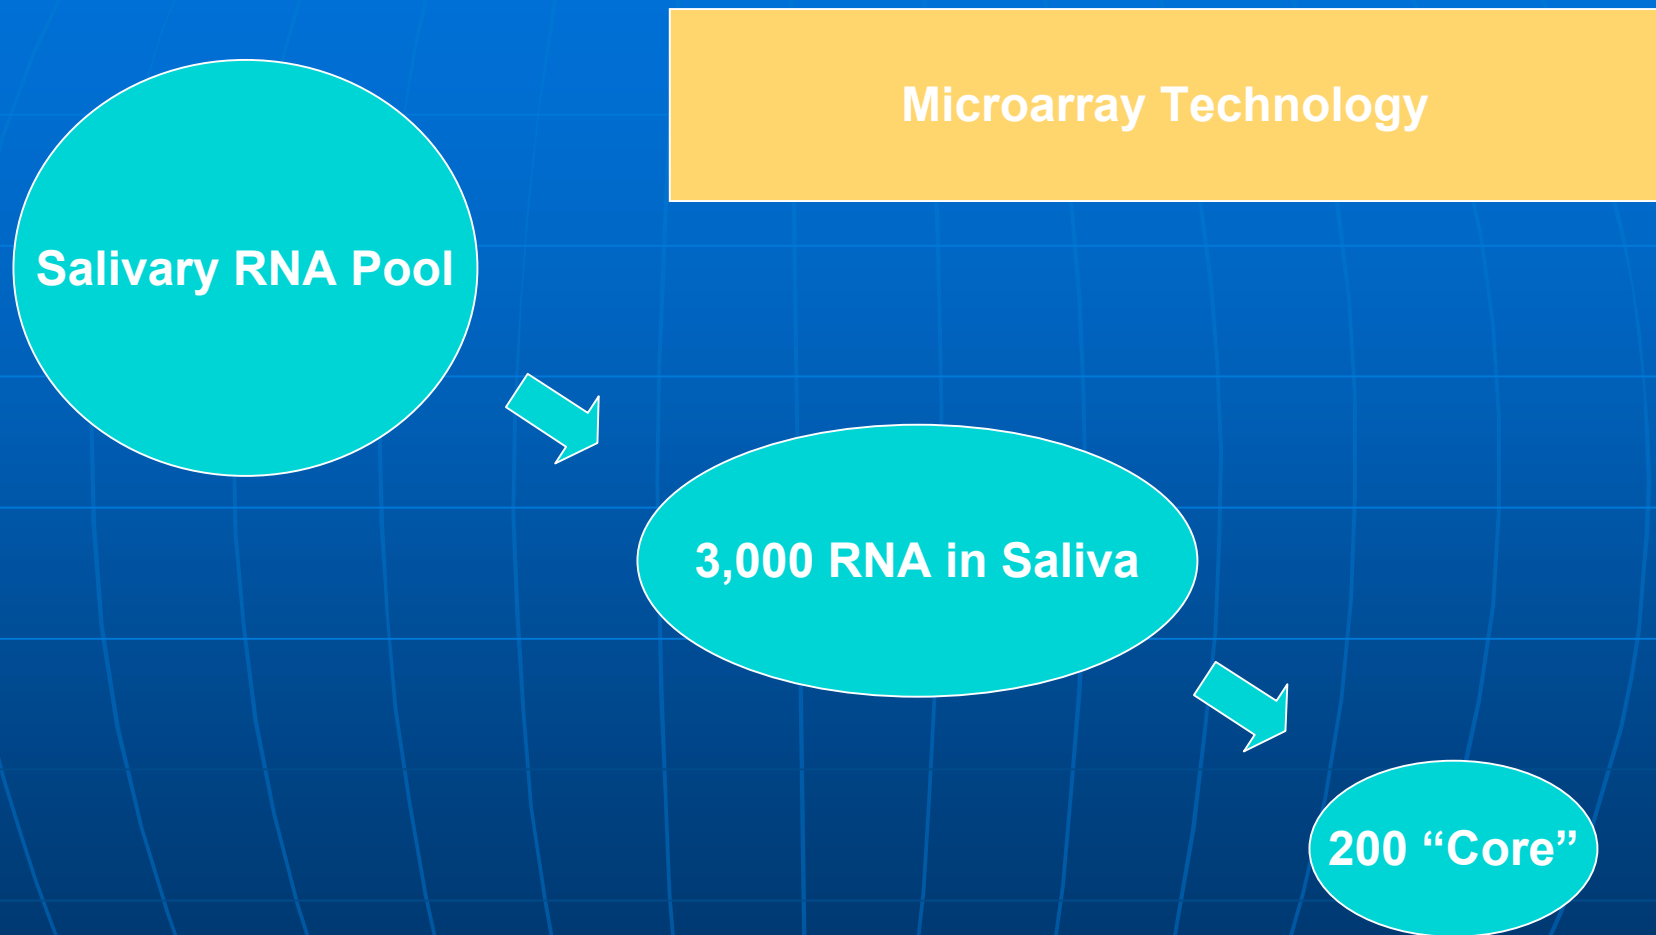 Microarray Technology
Salivary RNA Pool
3,000 RNA in Saliva
200 “Core”